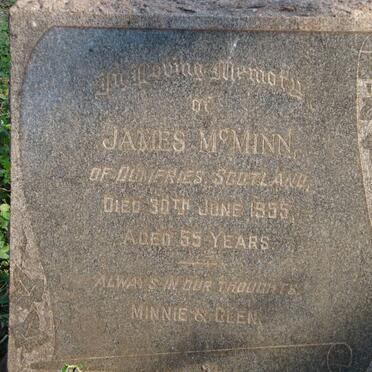 In Loving Memory
of
JAMES McMINN,
OF DUMFRIES SCOTLAND,
DIED 30TH JUNE 1955,
AGED 55 YEARS
ALWAYS IN OUR THOUGHTS
MINNIE & GLEN.